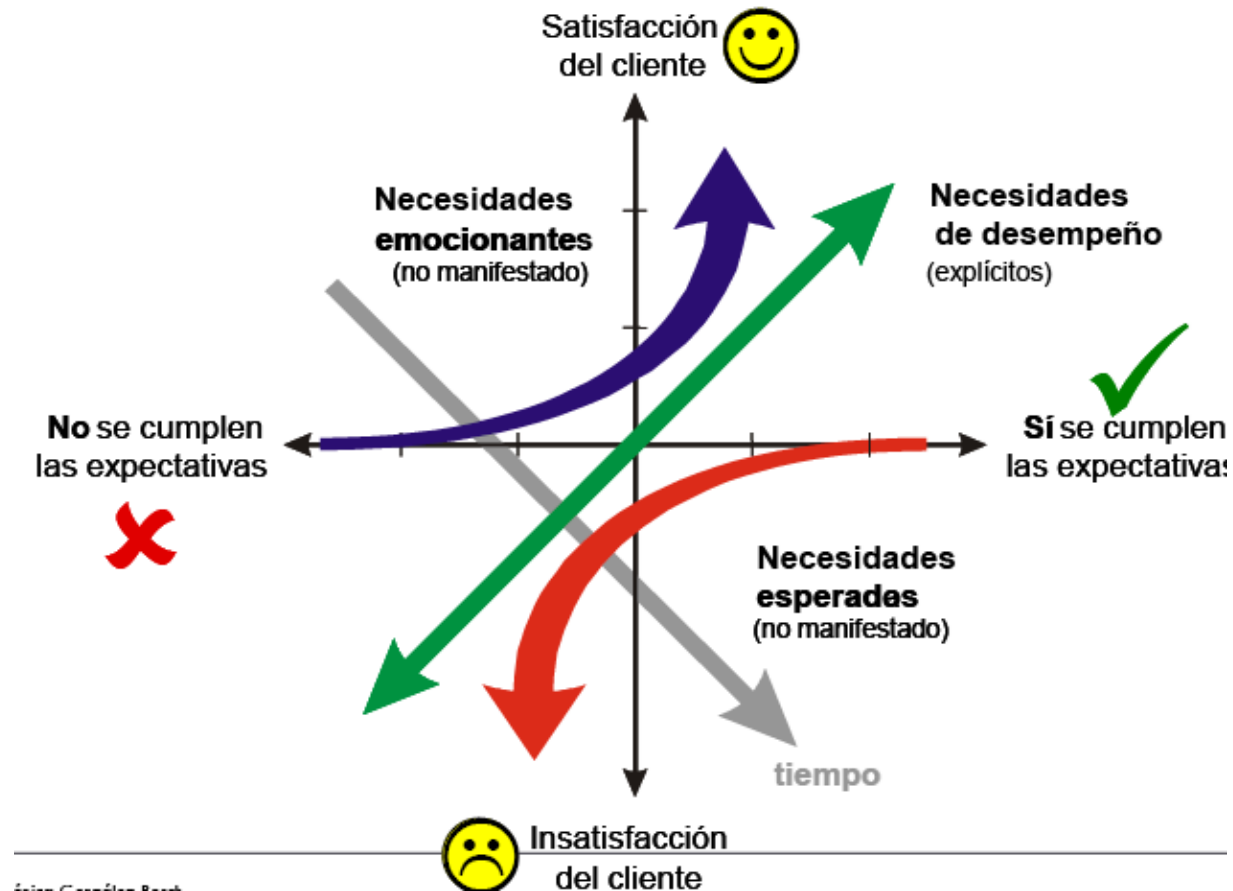 Satisfacción
del cliente
Necesidades
emocionantes
(no manifestado)
Necesidades
de desempeño
(explícitos)
No se cumplen
las expectativas
Sí se cumplen
las expectativas
Necesidades
esperadas
(no manifestado)
tiempo
Insatisfacción
del cliente